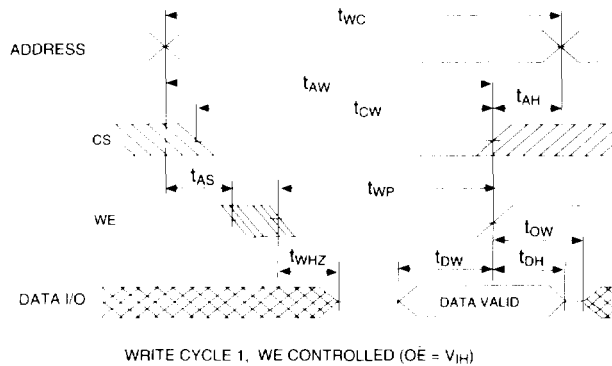 tWC
ADDRESS
tAW
tCW
tAH
CS
tAS
tWP
WE
tOW
tWHZ
tDW
tDH
DATA I/O
DATA VALID
WRITE CYCLE 1, WE CONTROLLED (OE = VIH)